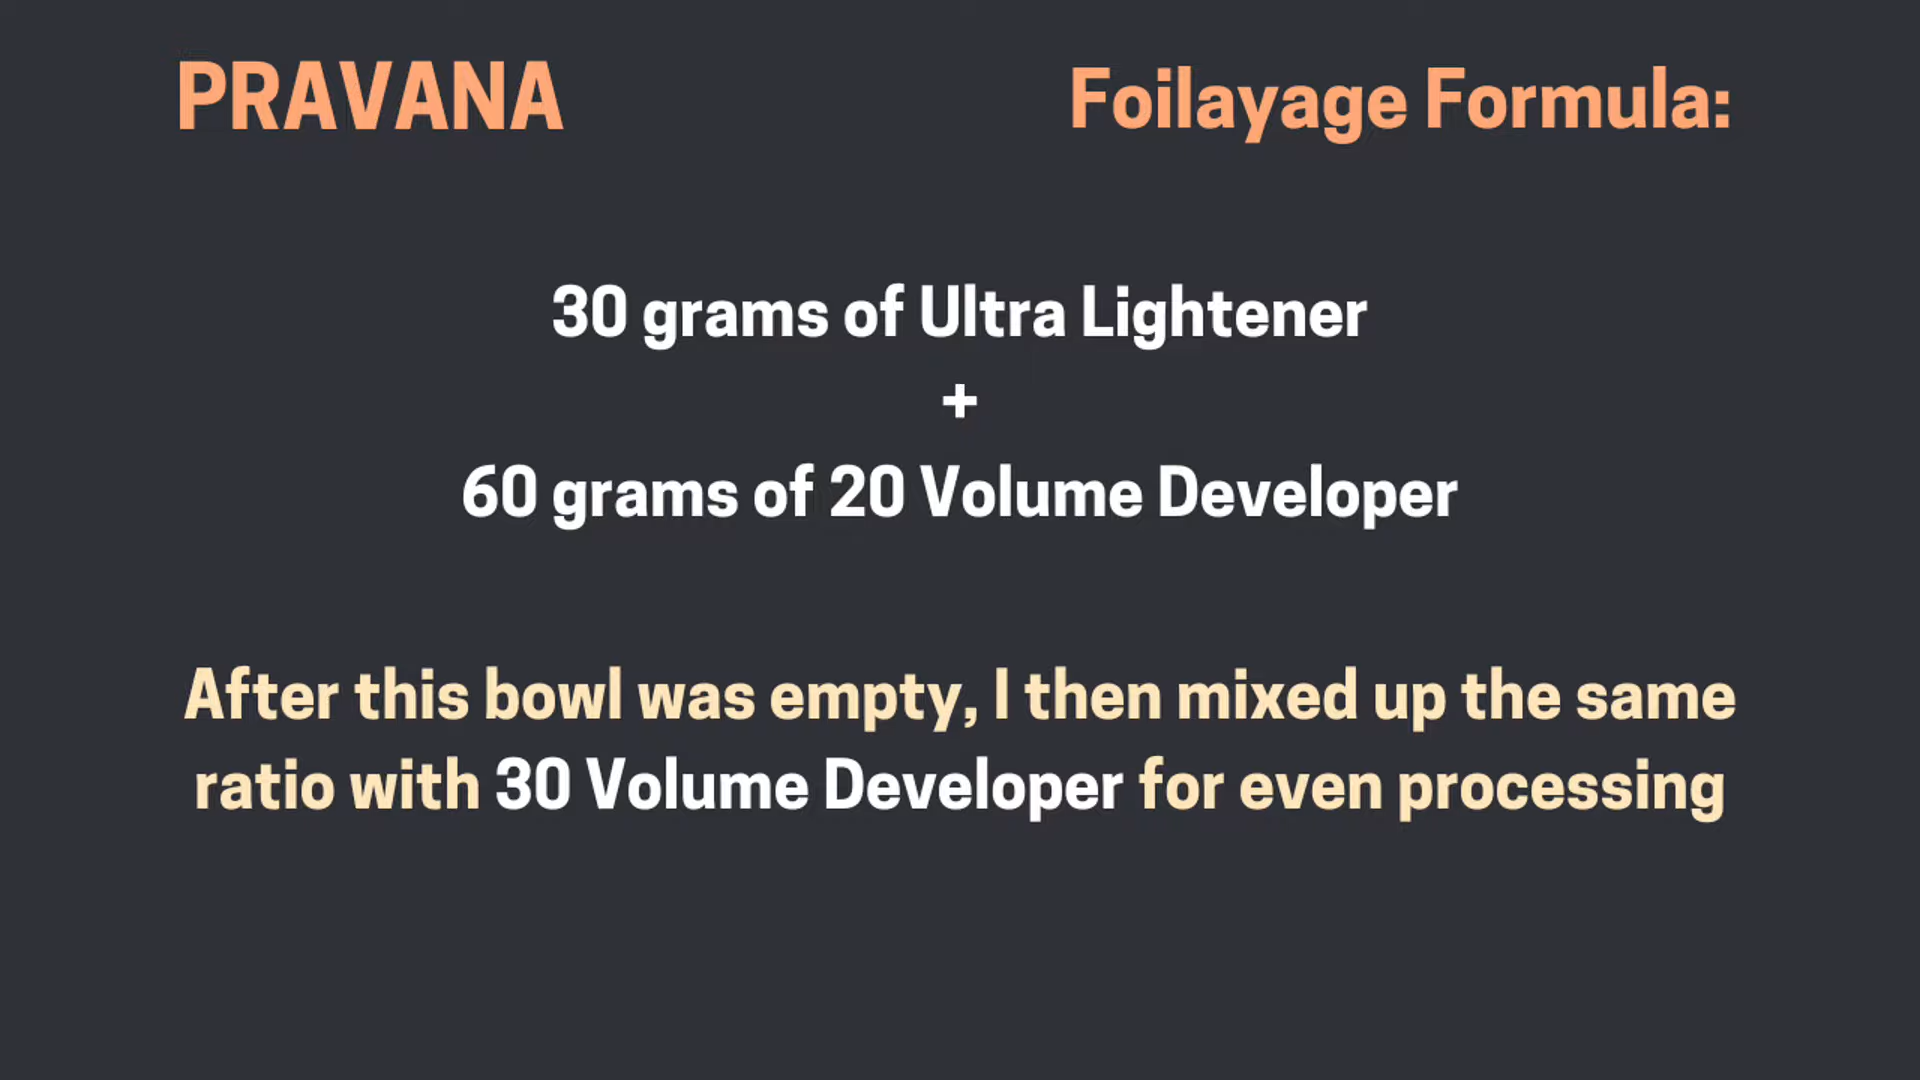 PRAVANA
Foilayage Formula:
30 grams of Ultra Lightener
+
60 grams of 20 Volume Developer
After this bowl was empty, I then mixed up the same
ratio with 30 Volume Developer for even processing